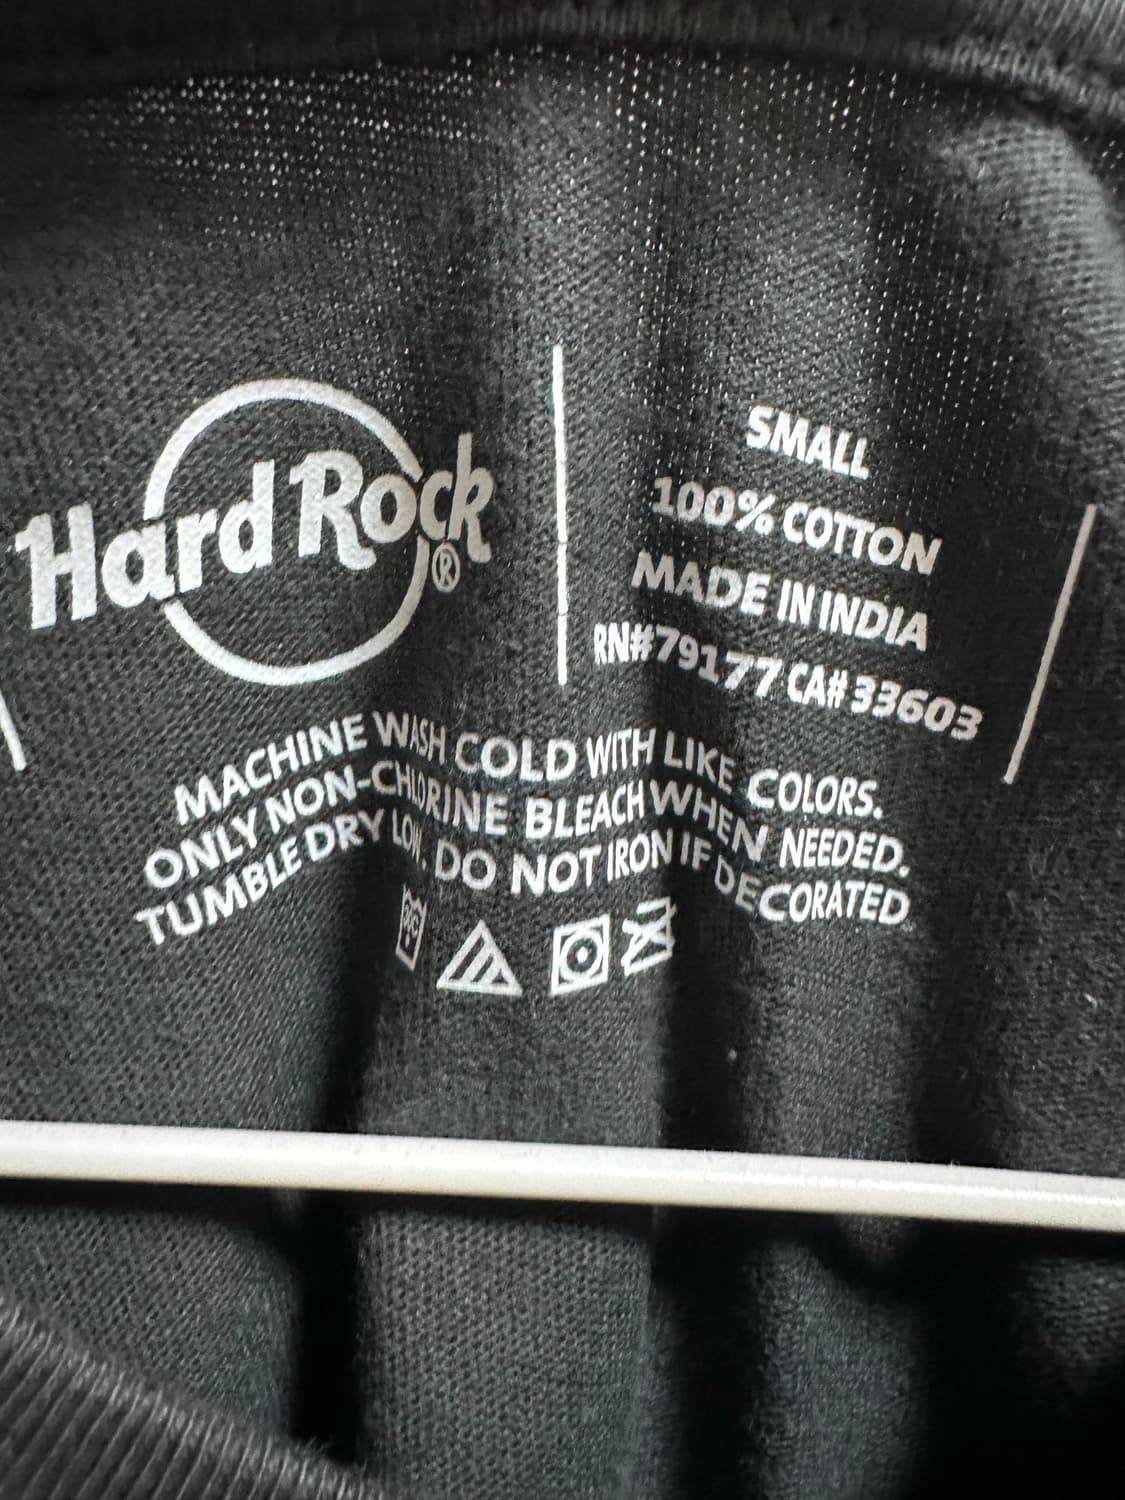 Hard Rock®
SMALL
100% COTTON
MADE IN INDIA
RN#79177 CA# 33603
MACHINE WASH COLD WITH LIKE COLORS.
ONLY NON-CHLORINE BLEACH WHEN NEEDED.
TUMBLE DRY LOW. DO NOT IRON IF DECORATED